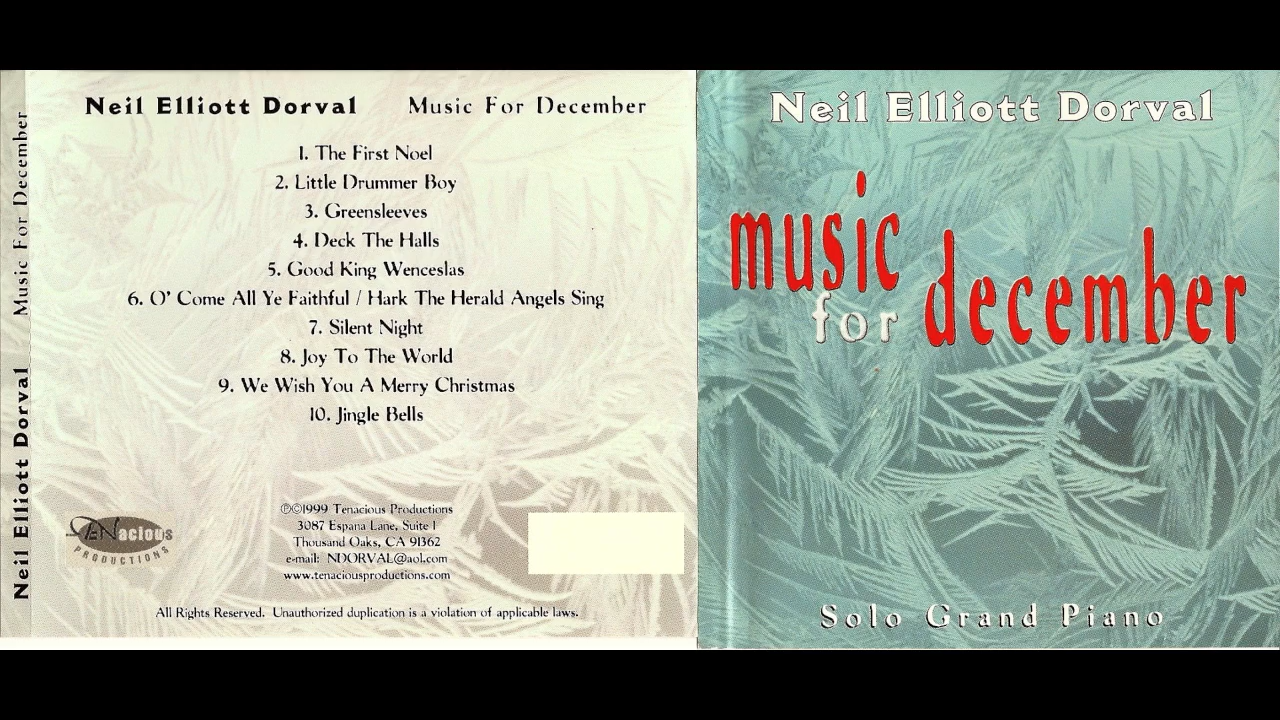 Neil Elliott Dorval Music For December
Neil Elliott Dorval Music For December
1. The First Noel
2. Little Drummer Boy
3. Greensleeves
4. Deck The Halls
5. Good King Wenceslas
6. O' Come All Ye Faithful / Hark The Herald Angels Sing
7. Silent Night
8. Joy To The World
9. We Wish You A Merry Christmas
10. Jingle Bells
TENacious
PRODUCTIONS
℗©1999 Tenacious Productions
3087 Espana Lane, Suite 1
Thousand Oaks, CA 91362
e-mail: NDORVAL@aol.com
www.tenaciousproductions.com
All Rights Reserved. Unauthorized duplication is a violation of applicable laws.
Neil Elliott Dorval
music
for
december
Solo Grand Piano